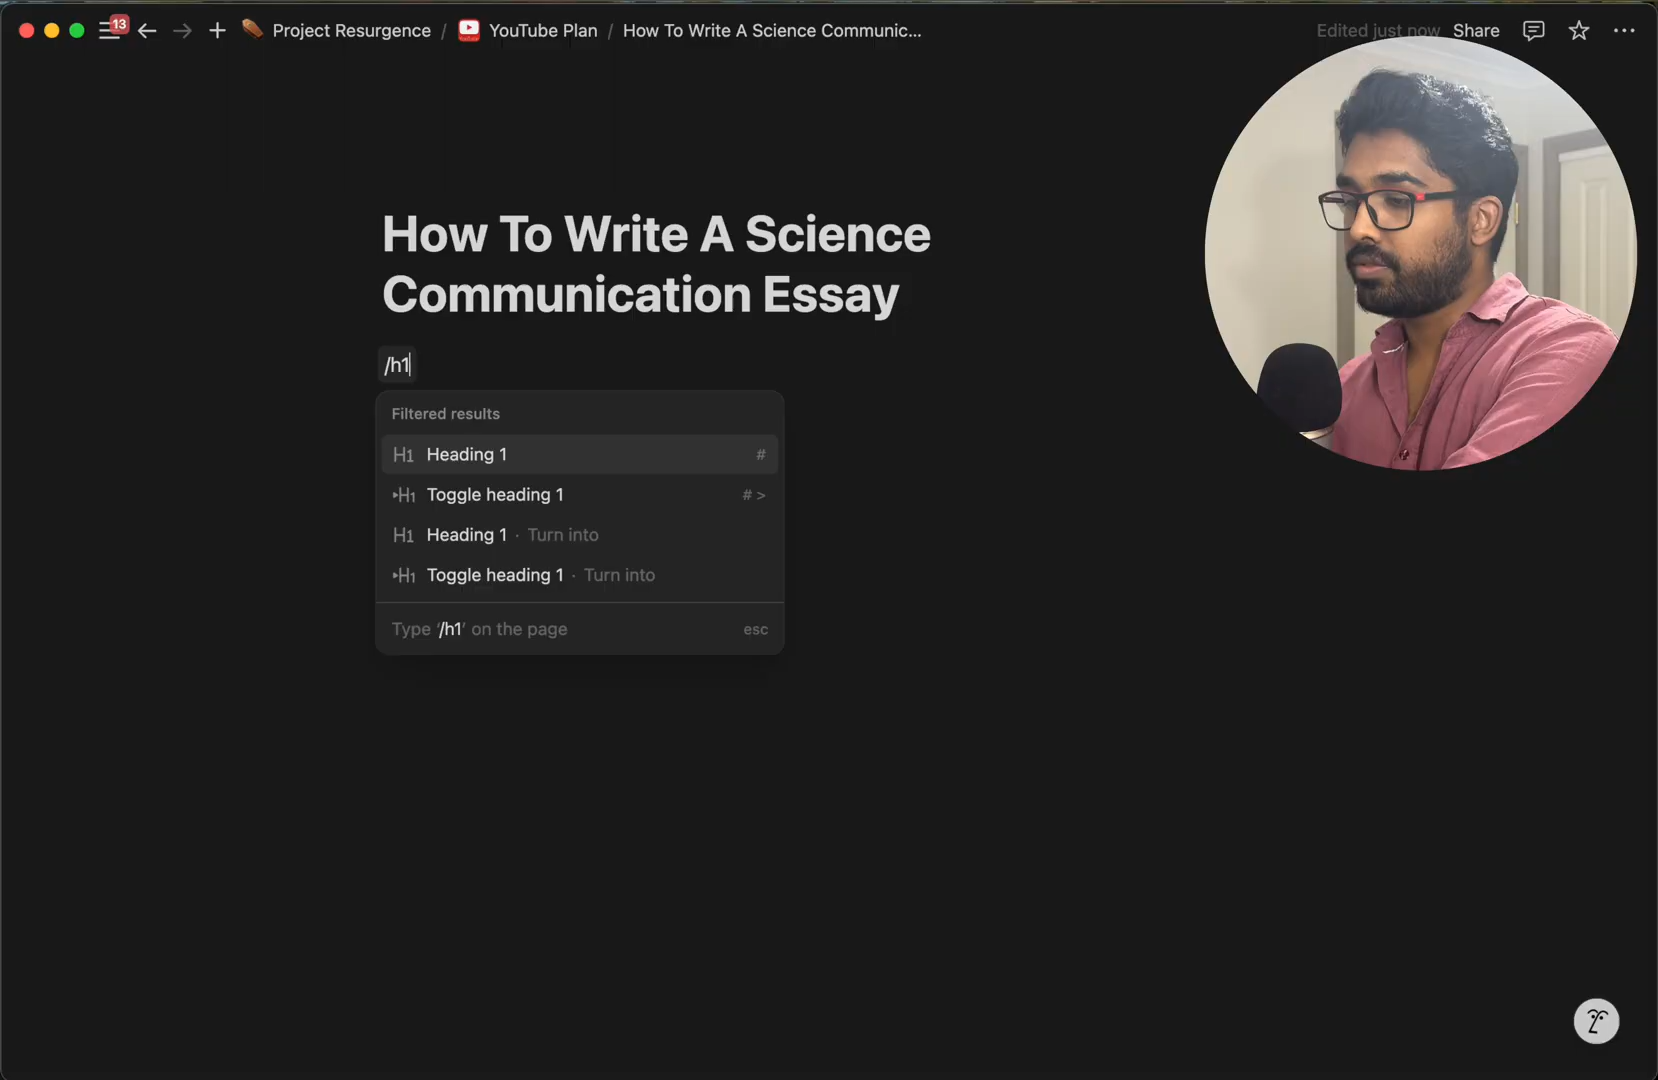 13 Project Resurgence / YouTube Plan / How To Write A Science Communic... Edited just now Share
How To Write A Science
Communication Essay
/h1
Filtered results
H1 Heading 1 #
H1 Toggle heading 1 # >
H1 Heading 1 · Turn into
H1 Toggle heading 1 · Turn into
Type '/h1' on the page esc